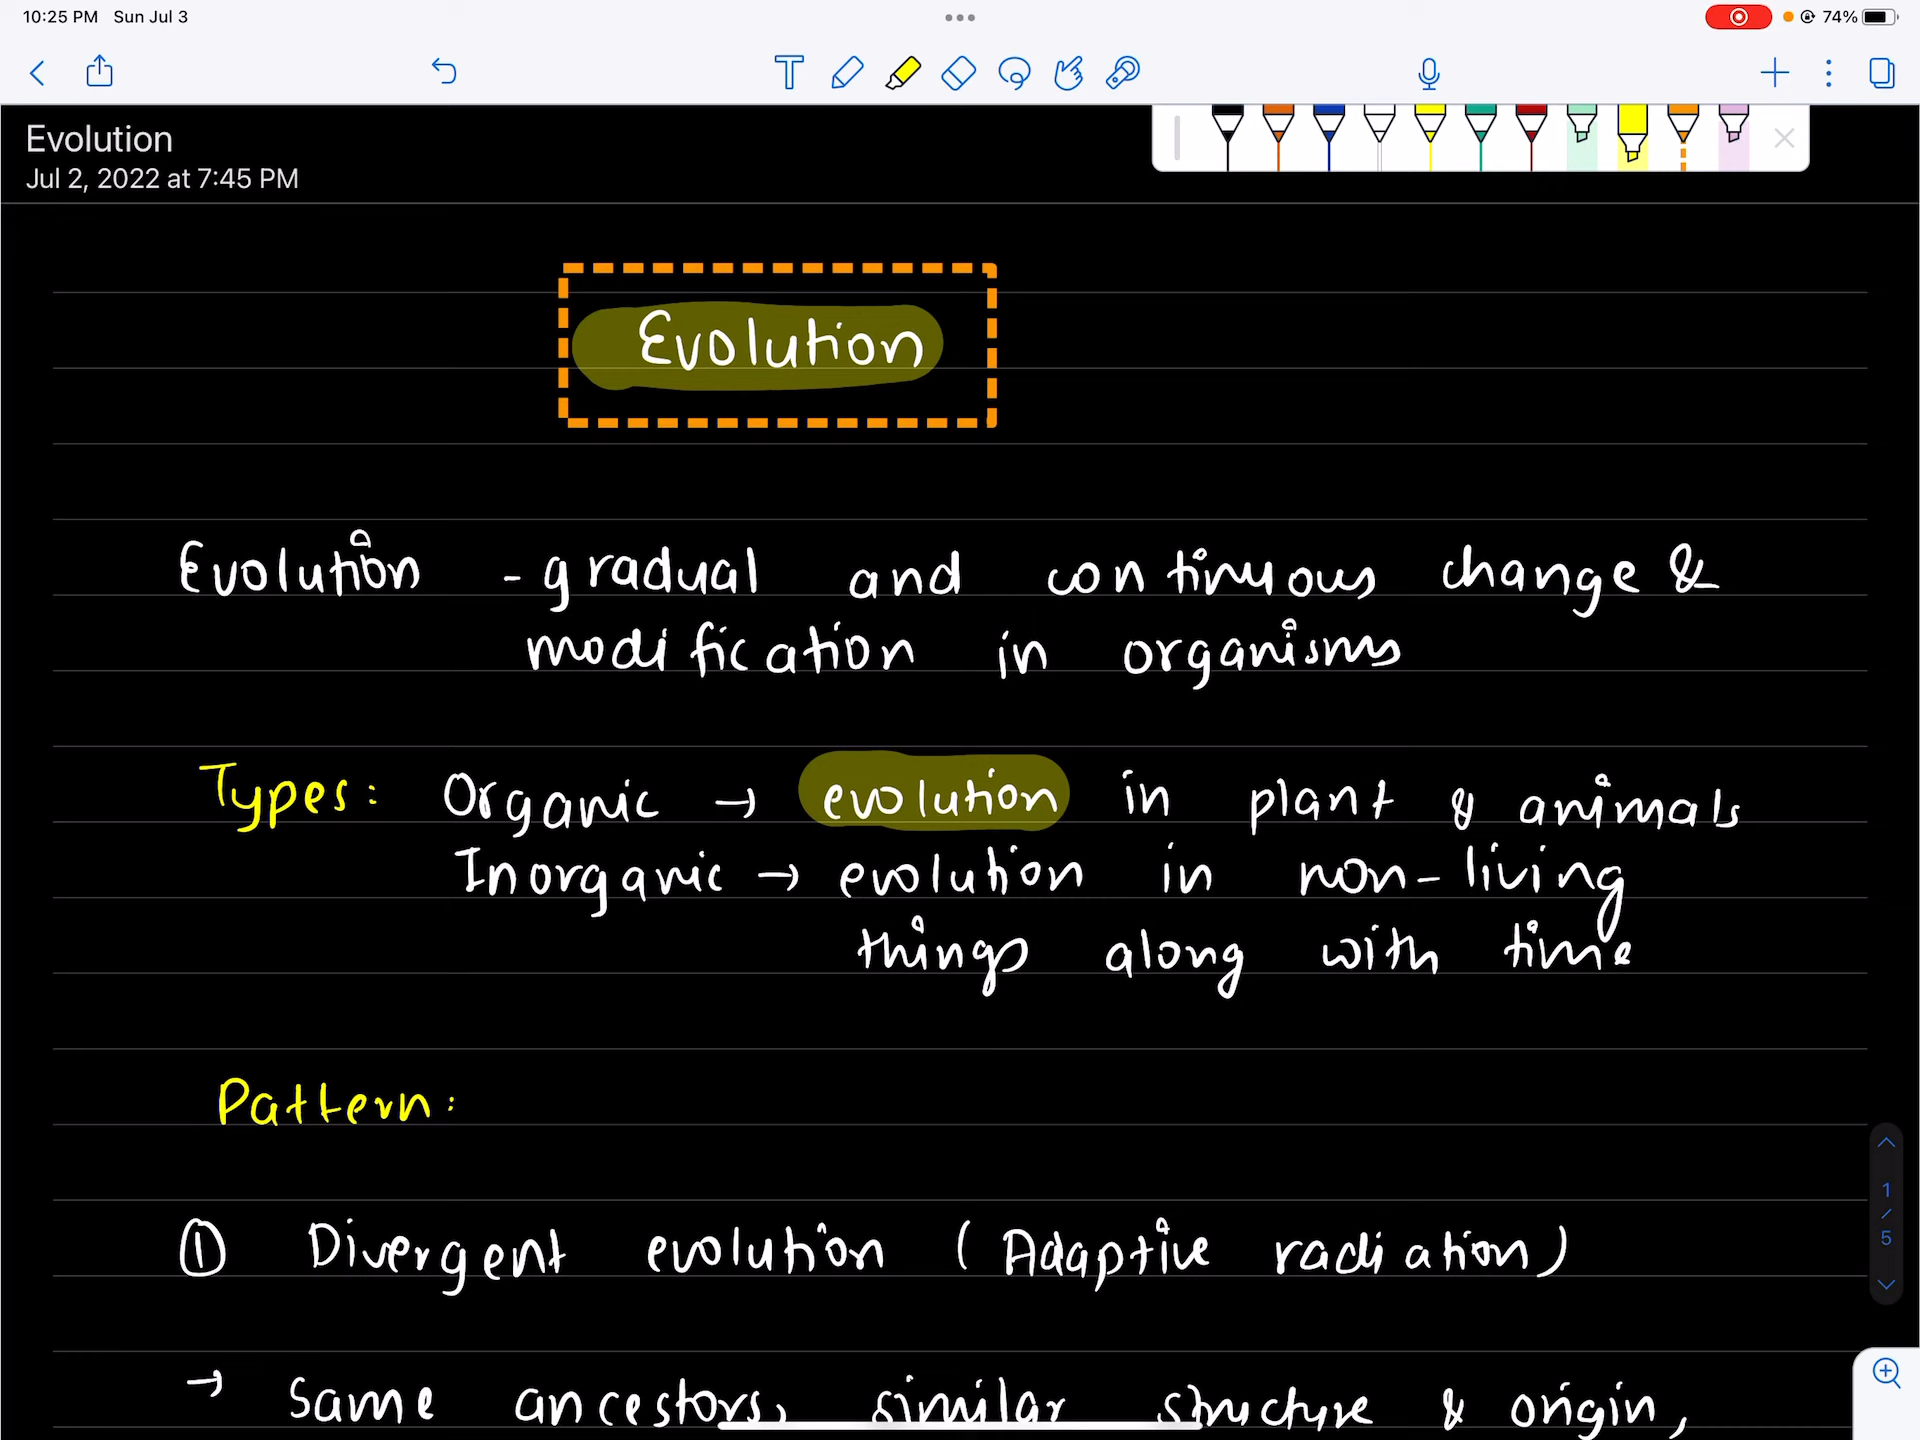 10:25 PM Sun Jul 3
74%
Evolution
Jul 2, 2022 at 7:45 PM
Evolution
Evolution - gradual and continuous change &
modification in organisms
Types: Organic → evolution in plant & animals
Inorganic → evolution in non-living
things along with time
Pattern:
① Divergent evolution (Adaptive radiation)
→ Same ancestors, similar structure & origin,
1
/
5